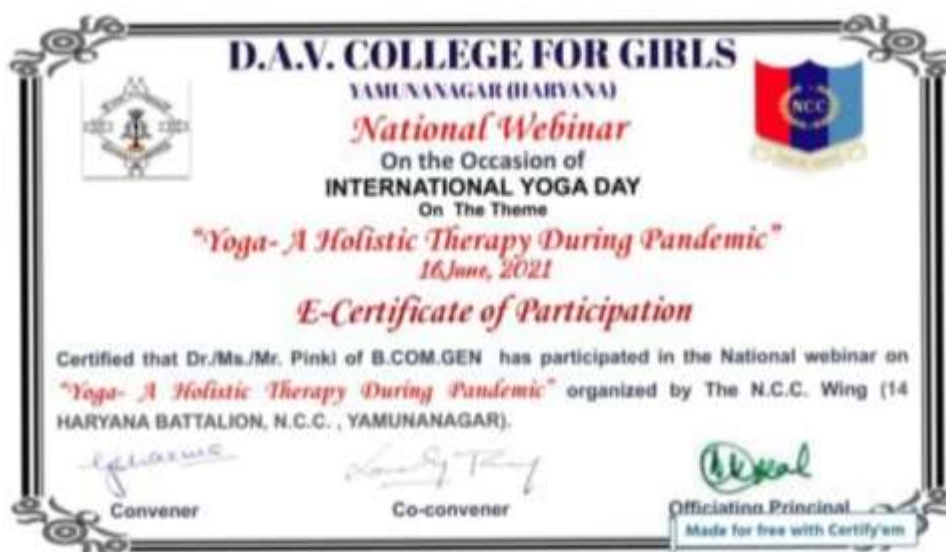 D.A.V. COLLEGE FOR GIRLS
YAMUNANAGAR (HARYANA)
National Webinar
On the Occasion of
INTERNATIONAL YOGA DAY
On The Theme
"Yoga- A Holistic Therapy During Pandemic"
16June, 2021
E-Certificate of Participation
Certified that Dr./Ms./Mr. Pinki of B.COM.GEN has participated in the National webinar on
"Yoga- A Holistic Therapy During Pandemic" organized by The N.C.C. Wing (14
HARYANA BATTALION, N.C.C. , YAMUNANAGAR).
Convener
Co-convener
Officiating Principal
Made for free with Certify'em
NCC